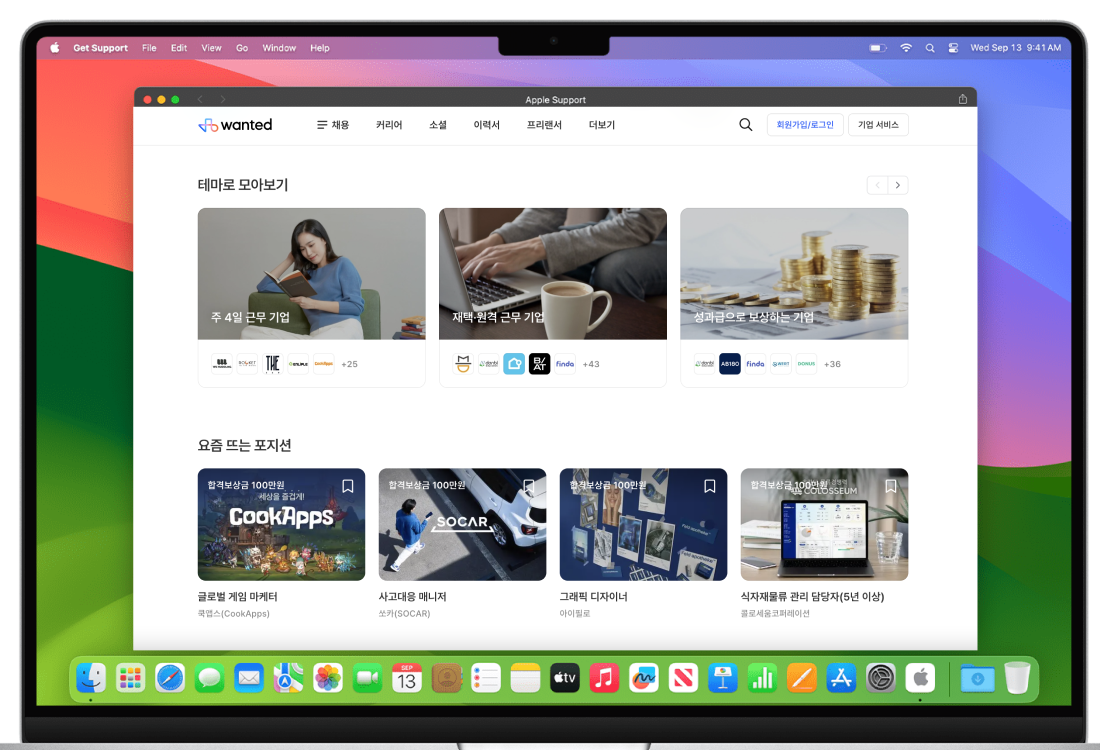 Get Support File Edit View Go Window Help
Wed Sep 13 9:41 AM
Apple Support
wanted
채용 커리어 소셜 이력서 프리랜서 더보기
회원가입/로그인 기업 서비스
테마로 모아보기
주 4일 근무 기업
재택·원격 근무 기업
성과급으로 보상하는 기업
THE
+25
finda
+43
AB180
finda
+36
요즘 뜨는 포지션
합격보상금 100만원
세상을 즐겁게!
CookApps
글로벌 게임 마케터
쿡앱스(CookApps)
합격보상금 100만원
SOCAR
사고대응 매니저
쏘카(SOCAR)
합격보상금 100만원
그래픽 디자이너
아이필로
합격보상금 100만원
COLOSSEUM
식자재물류 관리 담당자(5년 이상)
콜로세움코퍼레이션
SEP
13
tv